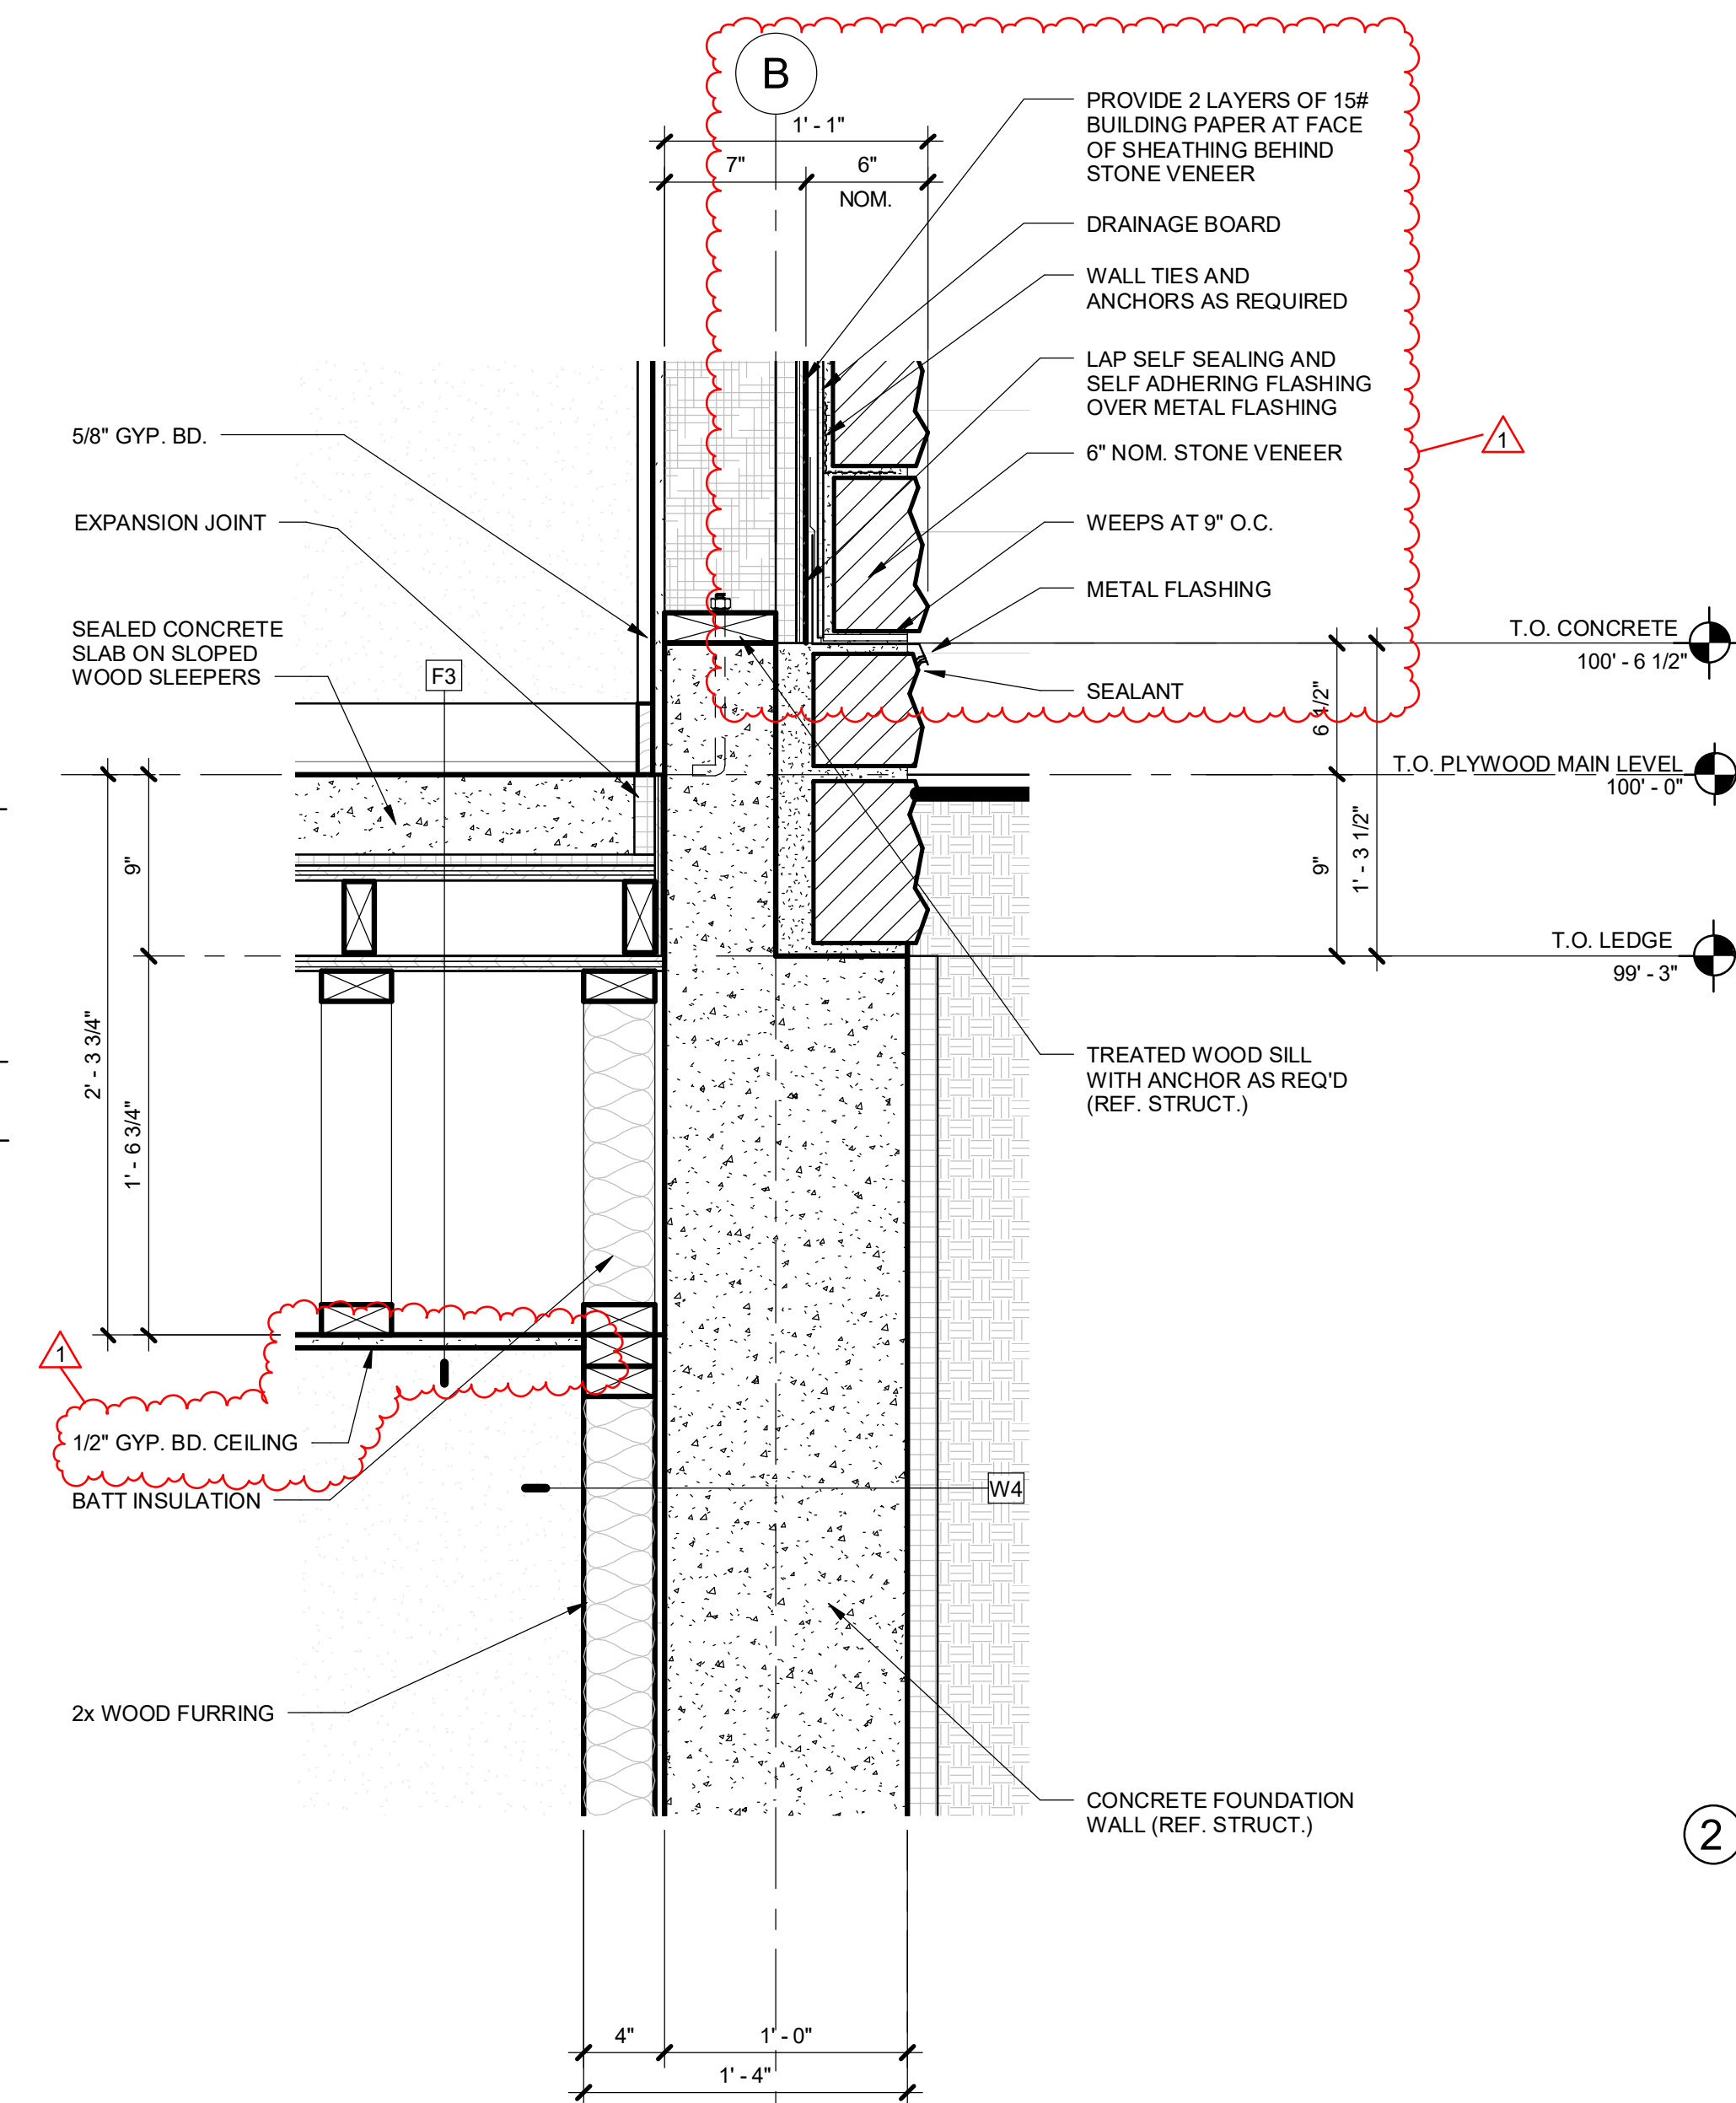 B
1' - 1"
7"
6"
NOM.
PROVIDE 2 LAYERS OF 15#
BUILDING PAPER AT FACE
OF SHEATHING BEHIND
STONE VENEER
DRAINAGE BOARD
WALL TIES AND
ANCHORS AS REQUIRED
LAP SELF SEALING AND
SELF ADHERING FLASHING
OVER METAL FLASHING
6" NOM. STONE VENEER
WEEPS AT 9" O.C.
METAL FLASHING
SEALANT
1
5/8" GYP. BD.
EXPANSION JOINT
SEALED CONCRETE
SLAB ON SLOPED
WOOD SLEEPERS
F3
T.O. CONCRETE
100' - 6 1/2"
T.O. PLYWOOD MAIN LEVEL
100' - 0"
T.O. LEDGE
99' - 3"
6 1/2"
9"
1' - 3 1/2"
9"
2' - 3 3/4"
1' - 6 3/4"
TREATED WOOD SILL
WITH ANCHOR AS REQ'D
(REF. STRUCT.)
1
1/2" GYP. BD. CEILING
BATT INSULATION
W4
2x WOOD FURRING
CONCRETE FOUNDATION
WALL (REF. STRUCT.)
2
4"
1' - 0"
1' - 4"